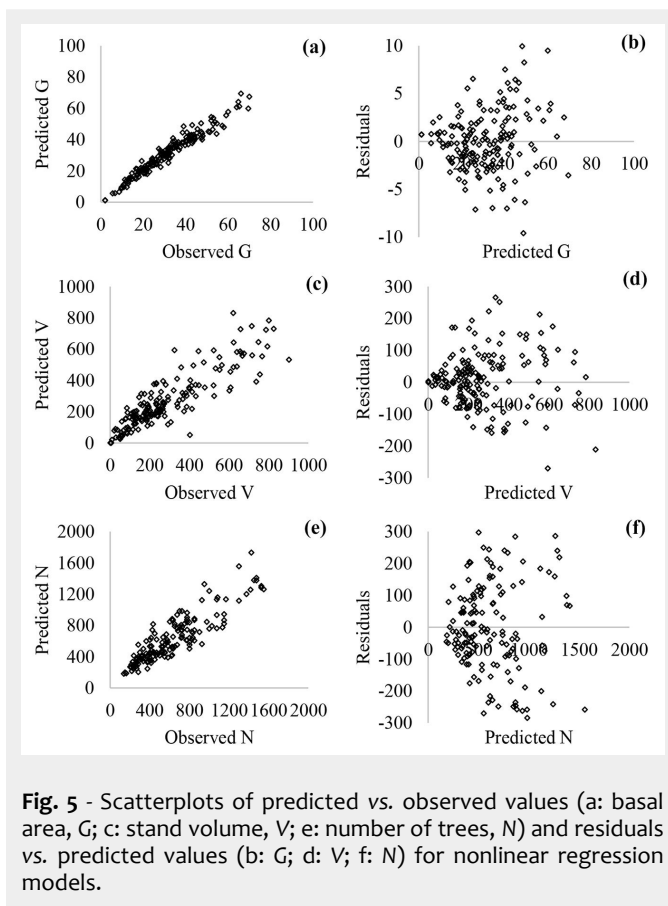 (a)
100
80
60
40
20
0
Predicted G
0 20 40 60 80 100
Observed G
(b)
10
5
0
-5
-10
Residuals
0 20 40 60 80 100
Predicted G
(c)
1000
800
600
400
200
0
Predicted V
0 200 400 600 800 1000
Observed V
(d)
300
200
100
0
-100
-200
-300
Residuals
0 200 400 600 800 1000
Predicted V
(e)
2000
1600
1200
800
400
0
Predicted N
0 400 800 1200 1600 2000
Observed N
(f)
300
200
100
0
-100
-200
-300
Residuals
0 500 1000 1500 2000
Predicted N
Fig. 5 - Scatterplots of predicted vs. observed values (a: basal
area, G; c: stand volume, V; e: number of trees, N) and residuals
vs. predicted values (b: G; d: V; f: N) for nonlinear regression
models.